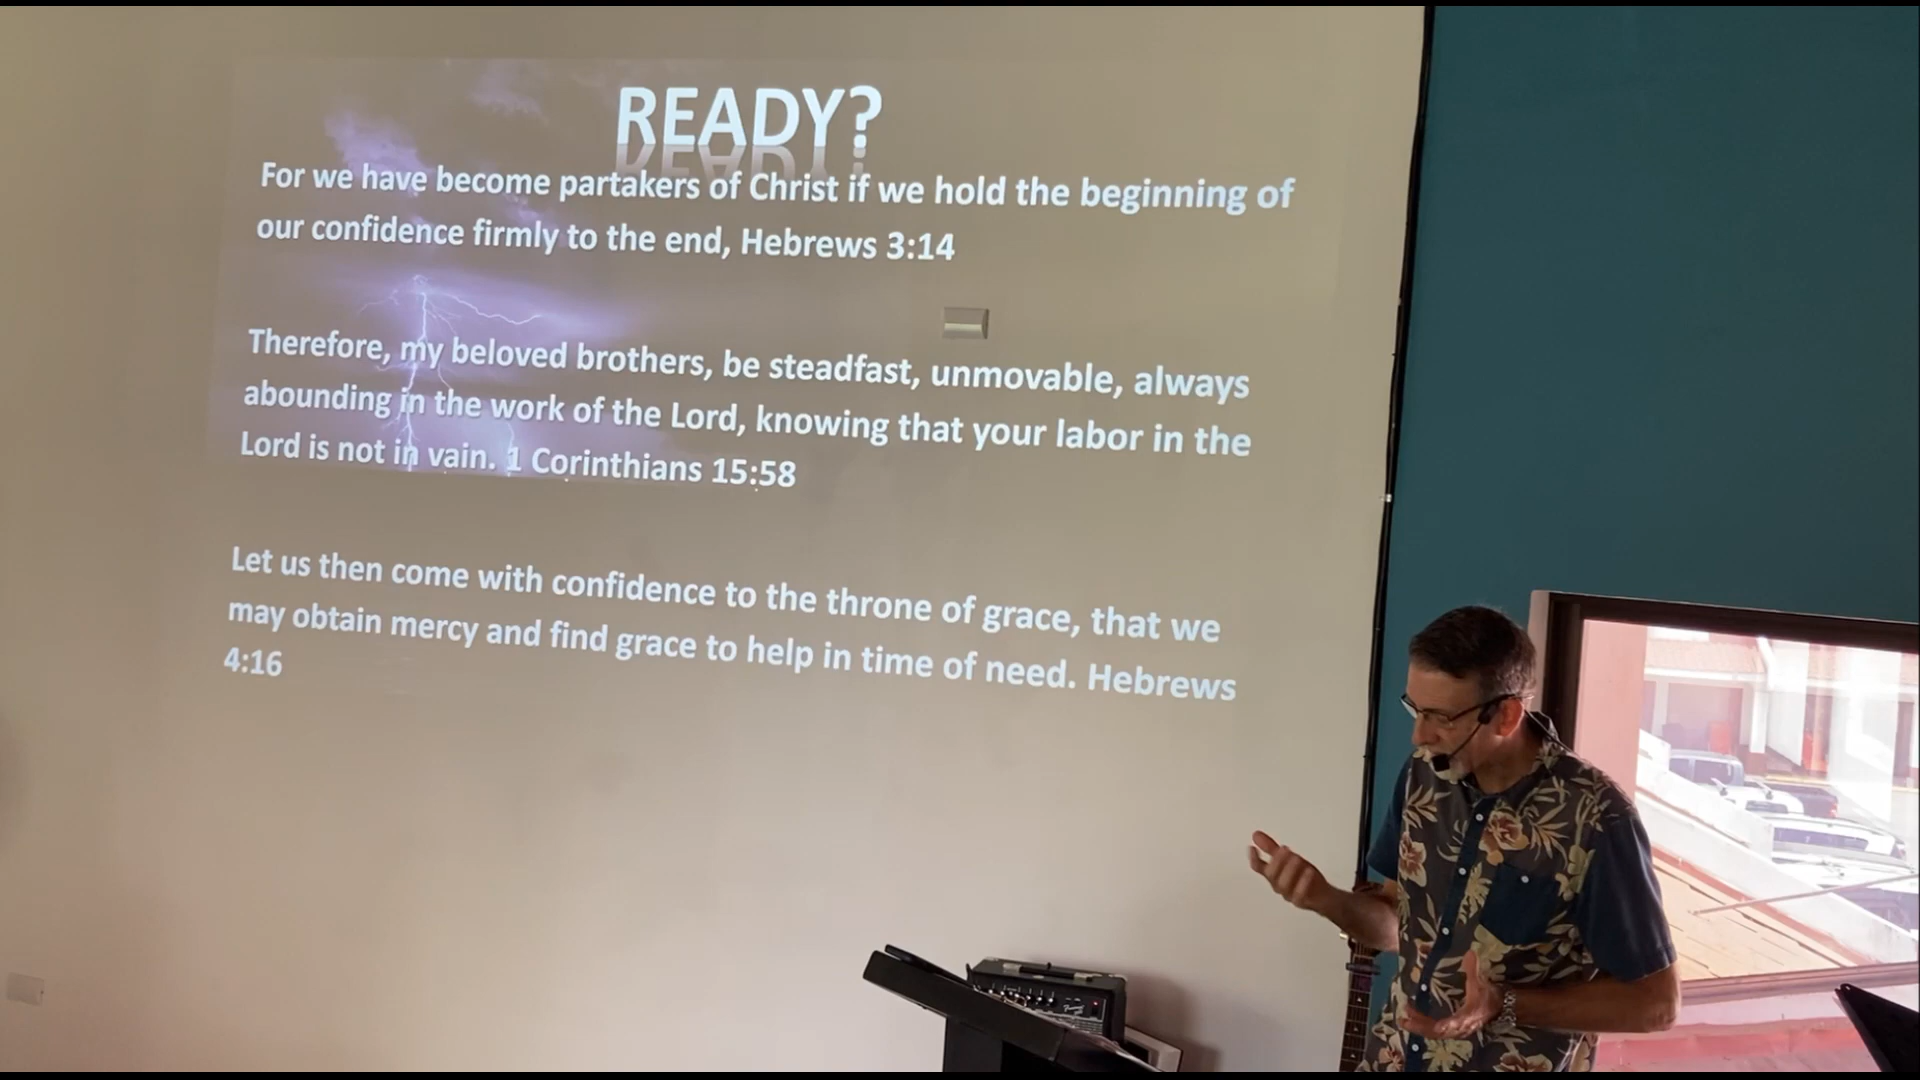 READY?
For we have become partakers of Christ if we hold the beginning of
our confidence firmly to the end, Hebrews 3:14
Therefore, my beloved brothers, be steadfast, unmovable, always
abounding in the work of the Lord, knowing that your labor in the
Lord is not in vain. 1 Corinthians 15:58
Let us then come with confidence to the throne of grace, that we
may obtain mercy and find grace to help in time of need. Hebrews
4:16